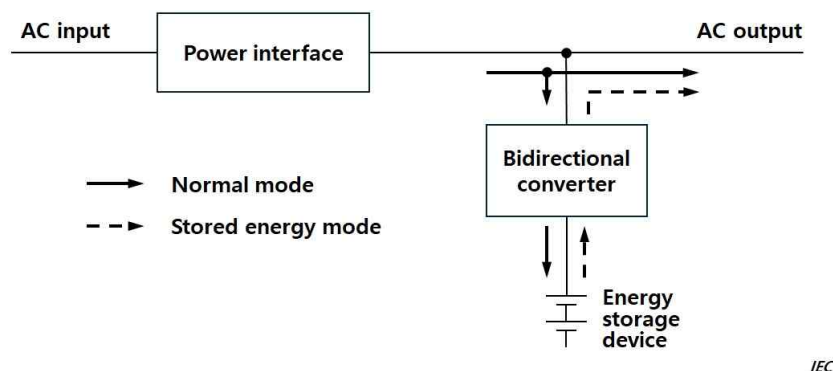 AC input
Power interface
AC output
Bidirectional
converter
Normal mode
Stored energy mode
Energy
storage
device
IEC